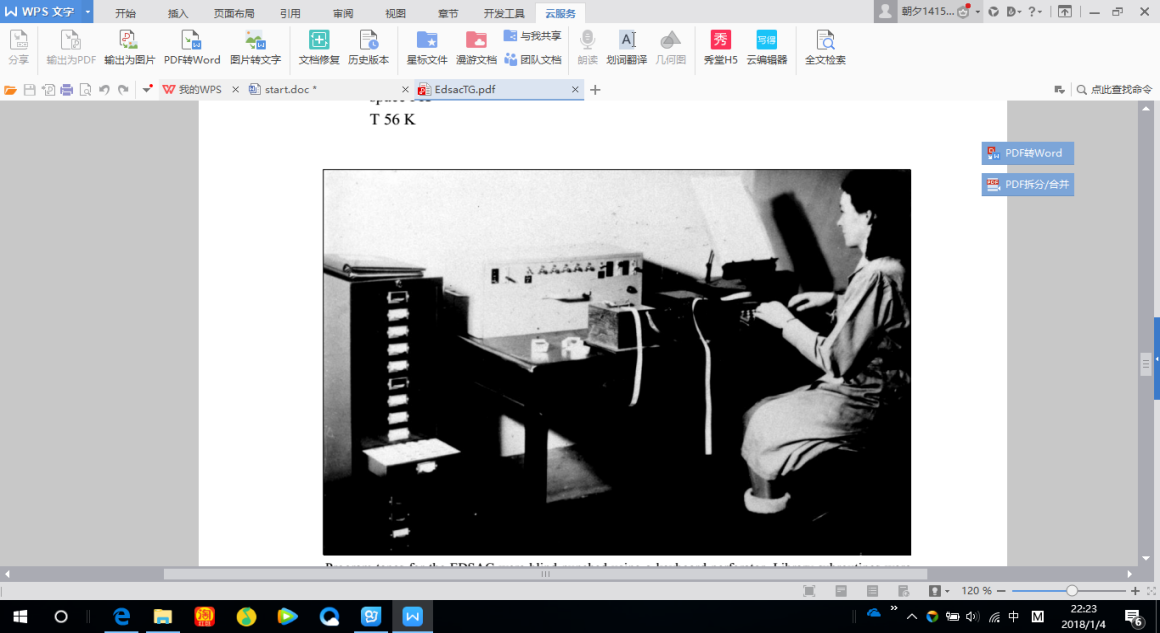 WPS 文字
开始 插入 页面布局 引用 审阅 视图 章节 开发工具 云服务
朝夕1415...
分享 输出为PDF 输出为图片 PDF转Word 图片转文字 文档修复 历史版本 星标文件 漫游文档 与我共享 团队文档 朗读 划词翻译 几何图 秀堂H5 云编辑器 全文检索
我的WPS start.doc * EdsacTG.pdf 点此查找命令
T 56 K
PDF转Word
PDF拆分/合并
120 %
中
22:23
2018/1/4
6